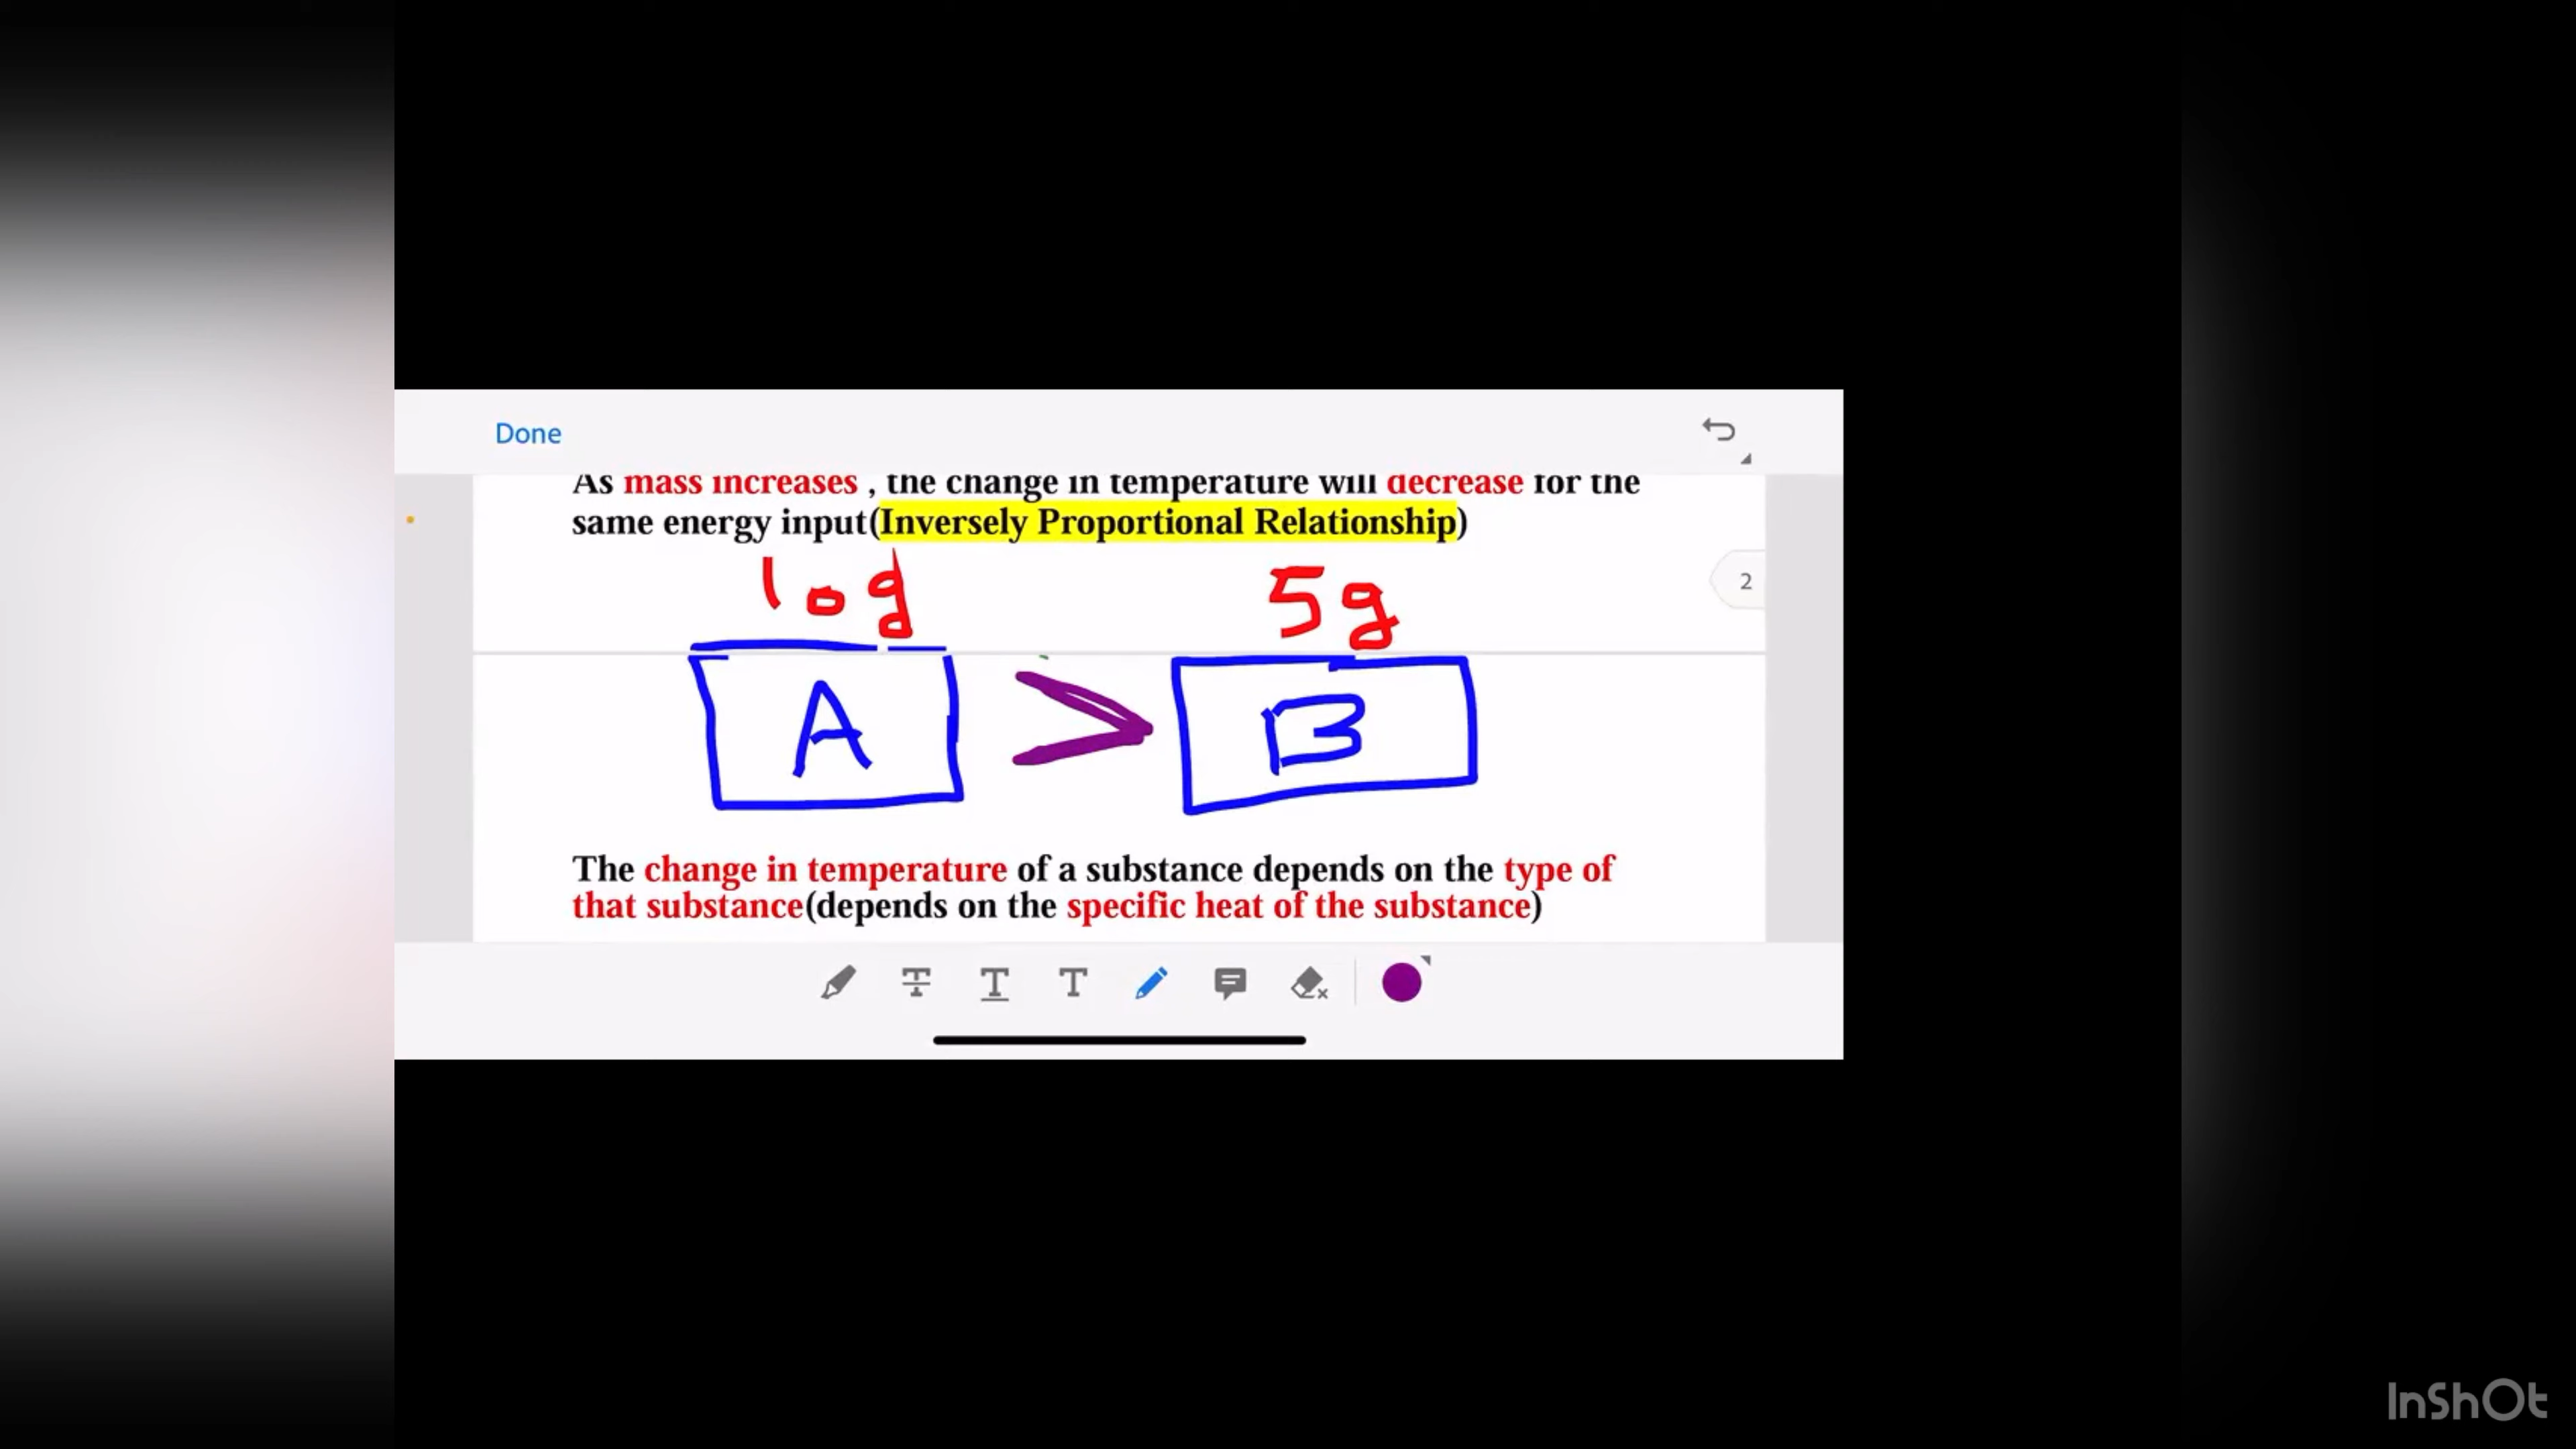 Done
As mass increases , the change in temperature will decrease for the
same energy input(Inversely Proportional Relationship)
10g 5g
2
A > B
The change in temperature of a substance depends on the type of
that substance(depends on the specific heat of the substance)
T T T
InShOt